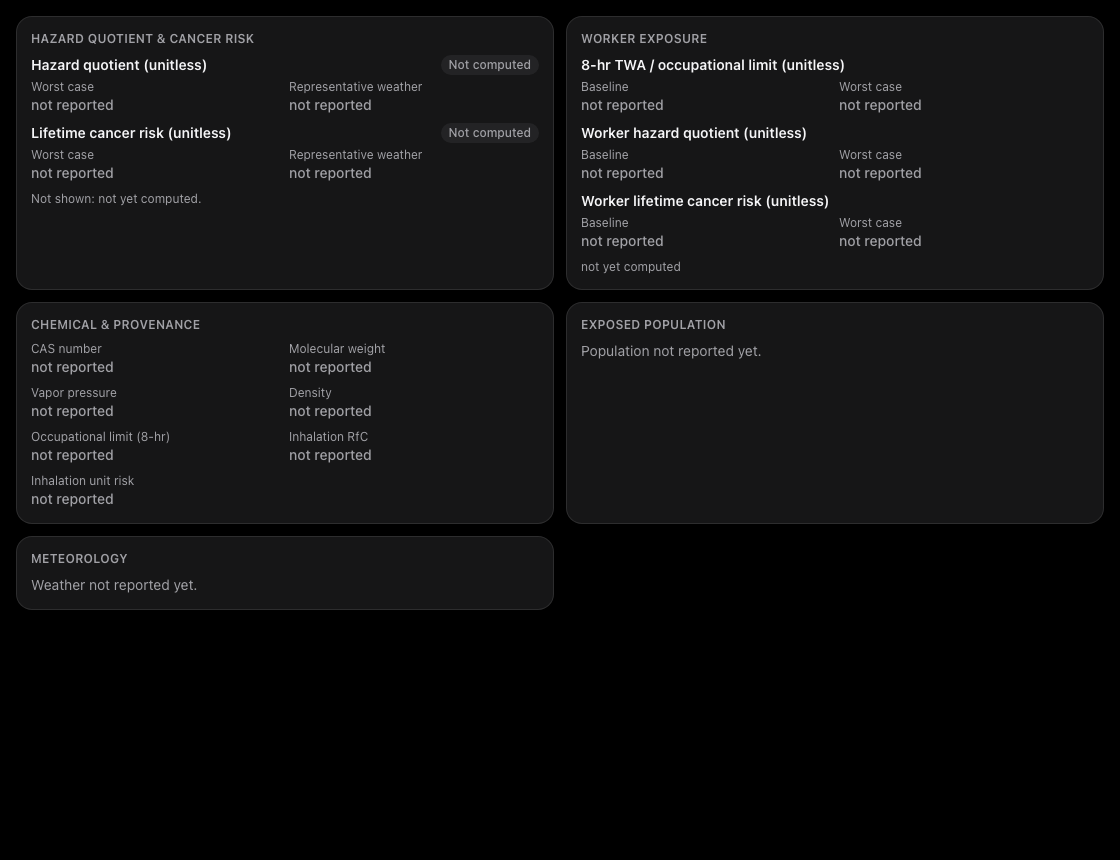 HAZARD QUOTIENT & CANCER RISK
Hazard quotient (unitless)
Not computed
Worst case
Representative weather
not reported
not reported
Lifetime cancer risk (unitless)
Not computed
Worst case
Representative weather
not reported
not reported
Not shown: not yet computed.
WORKER EXPOSURE
8-hr TWA / occupational limit (unitless)
Baseline
Worst case
not reported
not reported
Worker hazard quotient (unitless)
Baseline
Worst case
not reported
not reported
Worker lifetime cancer risk (unitless)
Baseline
Worst case
not reported
not reported
not yet computed
CHEMICAL & PROVENANCE
CAS number
Molecular weight
not reported
not reported
Vapor pressure
Density
not reported
not reported
Occupational limit (8-hr)
Inhalation RfC
not reported
not reported
Inhalation unit risk
not reported
EXPOSED POPULATION
Population not reported yet.
METEOROLOGY
Weather not reported yet.